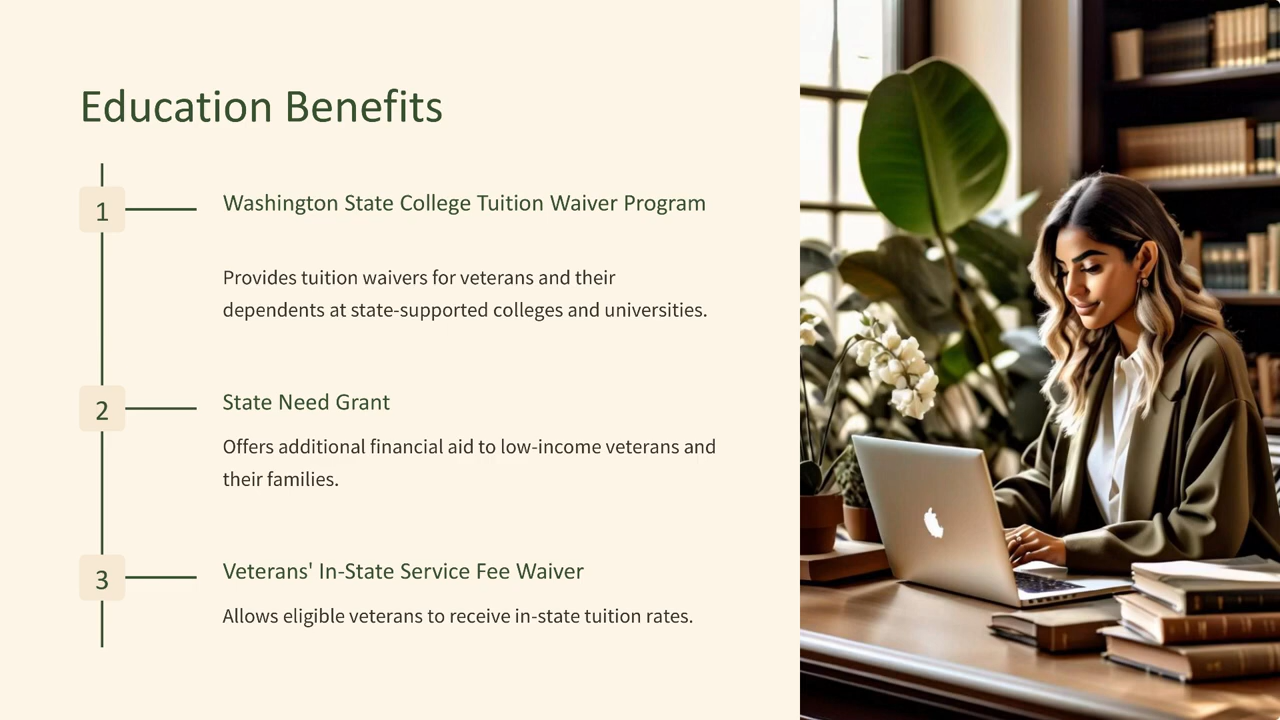 Education Benefits
1
Washington State College Tuition Waiver Program
Provides tuition waivers for veterans and their
dependents at state-supported colleges and universities.
2
State Need Grant
Offers additional financial aid to low-income veterans and
their families.
3
Veterans' In-State Service Fee Waiver
Allows eligible veterans to receive in-state tuition rates.